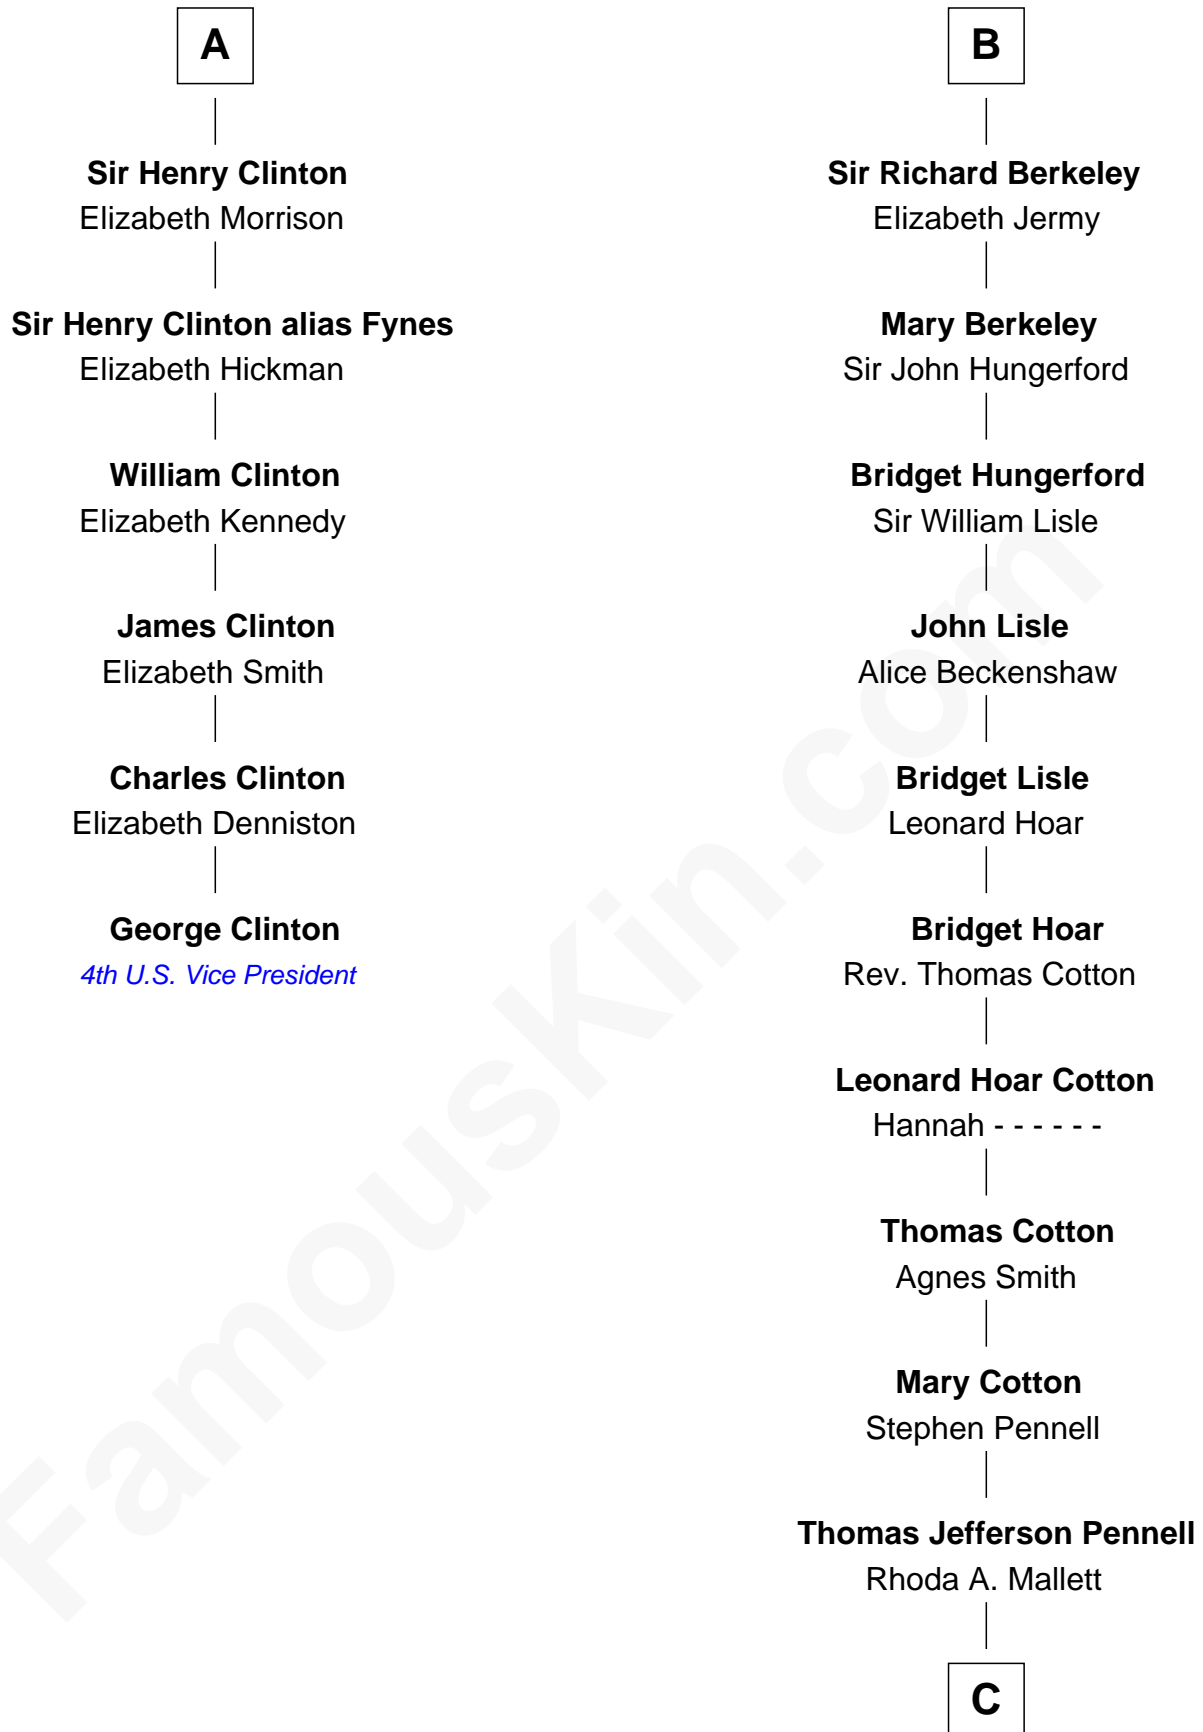 A
Sir Henry Clinton
Elizabeth Morrison
Sir Henry Clinton alias Fynes
Elizabeth Hickman
William Clinton
Elizabeth Kennedy
James Clinton
Elizabeth Smith
Charles Clinton
Elizabeth Denniston
George Clinton
4th U.S. Vice President
B
Sir Richard Berkeley
Elizabeth Jermy
Mary Berkeley
Sir John Hungerford
Bridget Hungerford
Sir William Lisle
John Lisle
Alice Beckenshaw
Bridget Lisle
Leonard Hoar
Bridget Hoar
Rev. Thomas Cotton
Leonard Hoar Cotton
Hannah - - - - - -
Thomas Cotton
Agnes Smith
Mary Cotton
Stephen Pennell
Thomas Jefferson Pennell
Rhoda A. Mallett
C
FamousKin.com